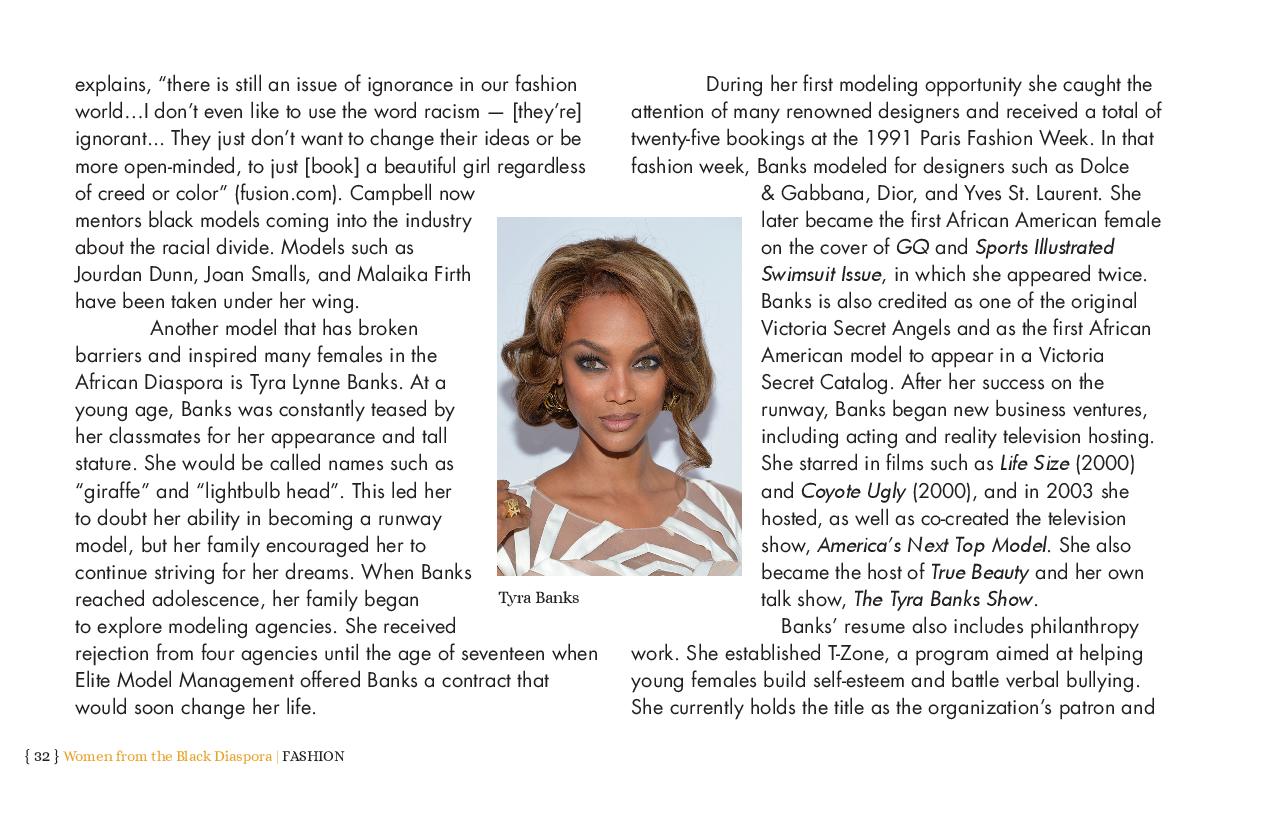 explains, “there is still an issue of ignorance in our fashion
world…I don’t even like to use the word racism — [they’re]
ignorant… They just don’t want to change their ideas or be
more open-minded, to just [book] a beautiful girl regardless
of creed or color” (fusion.com). Campbell now
mentors black models coming into the industry
about the racial divide. Models such as
Jourdan Dunn, Joan Smalls, and Malaika Firth
have been taken under her wing.
Another model that has broken
barriers and inspired many females in the
African Diaspora is Tyra Lynne Banks. At a
young age, Banks was constantly teased by
her classmates for her appearance and tall
stature. She would be called names such as
“giraffe” and “lightbulb head”. This led her
to doubt her ability in becoming a runway
model, but her family encouraged her to
continue striving for her dreams. When Banks
reached adolescence, her family began
to explore modeling agencies. She received
rejection from four agencies until the age of seventeen when
Elite Model Management offered Banks a contract that
would soon change her life.
Tyra Banks
During her first modeling opportunity she caught the
attention of many renowned designers and received a total of
twenty-five bookings at the 1991 Paris Fashion Week. In that
fashion week, Banks modeled for designers such as Dolce
& Gabbana, Dior, and Yves St. Laurent. She
later became the first African American female
on the cover of GQ and Sports Illustrated
Swimsuit Issue, in which she appeared twice.
Banks is also credited as one of the original
Victoria Secret Angels and as the first African
American model to appear in a Victoria
Secret Catalog. After her success on the
runway, Banks began new business ventures,
including acting and reality television hosting.
She starred in films such as Life Size (2000)
and Coyote Ugly (2000), and in 2003 she
hosted, as well as co-created the television
show, America’s Next Top Model. She also
became the host of True Beauty and her own
talk show, The Tyra Banks Show.
Banks’ resume also includes philanthropy
work. She established T-Zone, a program aimed at helping
young females build self-esteem and battle verbal bullying.
She currently holds the title as the organization’s patron and
{ 32 } Women from the Black Diaspora | FASHION